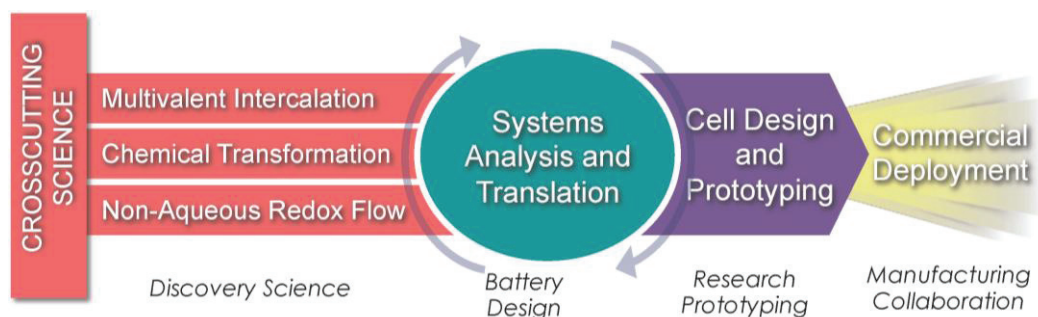 CROSSCUTTING
SCIENCE
Multivalent Intercalation
Chemical Transformation
Non-Aqueous Redox Flow
Systems
Analysis and
Translation
Cell Design
and
Prototyping
Commercial
Deployment
Discovery Science
Battery
Design
Research
Prototyping
Manufacturing
Collaboration